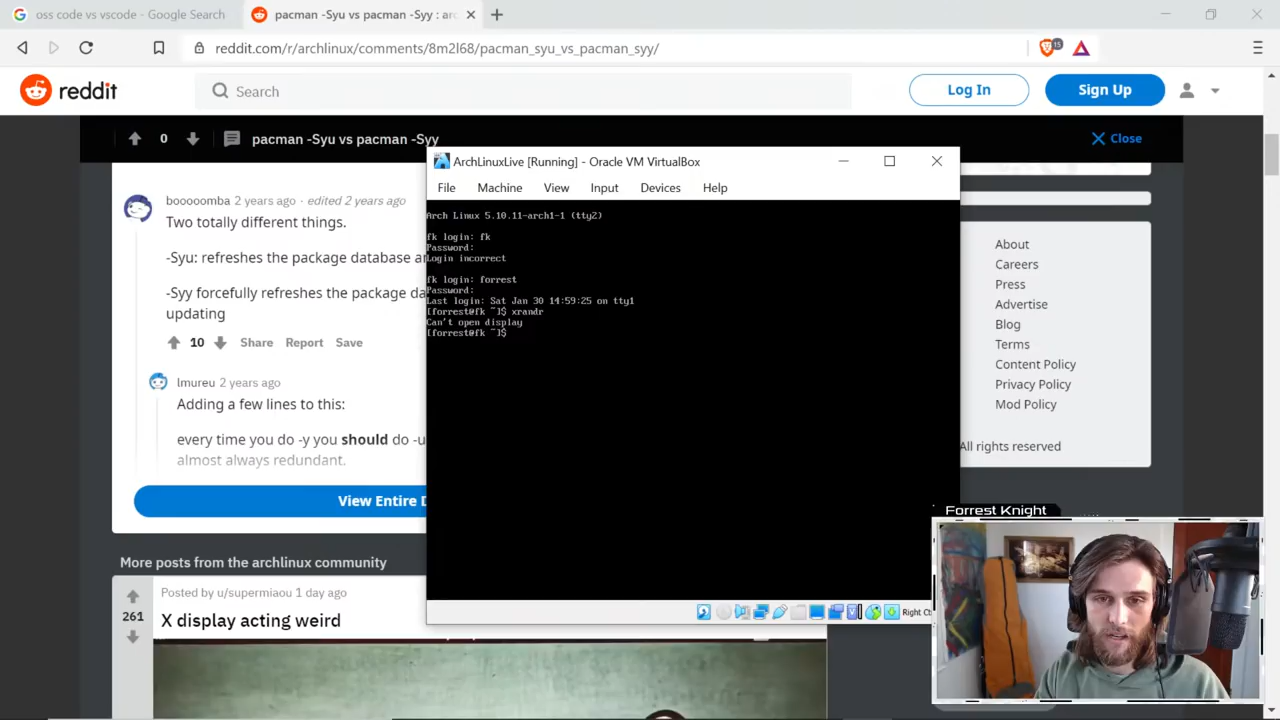 oss code vs vscode - Google Search
pacman -Syu vs pacman -Syy : arc
reddit.com/r/archlinux/comments/8m2l68/pacman_syu_vs_pacman_syy/
15
reddit
Search
Log In
Sign Up
0
pacman -Syu vs pacman -Syy
Close
booooomba 2 years ago · edited 2 years ago
Two totally different things.
-Syu: refreshes the package database
-Syy forcefully refreshes the package
updating
10
Share
Report
Save
lmureu 2 years ago
Adding a few lines to this:
every time you do -y you should do
almost always redundant.
View Entire
More posts from the archlinux community
261
Posted by u/supermiaou 1 day ago
X display acting weird
ArchLinuxLive [Running] - Oracle VM VirtualBox
File
Machine
View
Input
Devices
Help
Arch Linux 5.10.11-arch1-1 (tty2)
fk login: fk
Password:
Login incorrect
fk login: forrest
Password:
Last login: Sat Jan 30 14:59:25 on tty1
[forrest@fk ~]$ xrandr
Can't open display
[forrest@fk ~]$
Right
About
Careers
Press
Advertise
Blog
Terms
Content Policy
Privacy Policy
Mod Policy
All rights reserved
Forrest Knight